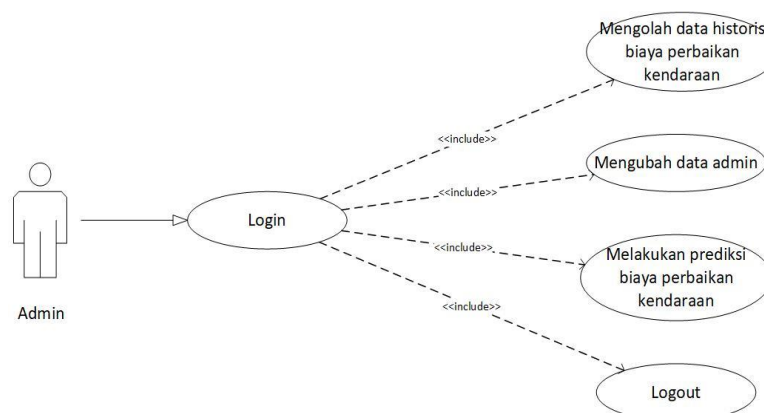 Mengolah data historis
biaya perbaikan
kendaraan
<<include>>
Mengubah data admin
<<include>>
Login
<<include>>
Melakukan prediksi
biaya perbaikan
kendaraan
<<include>>
Admin
Logout